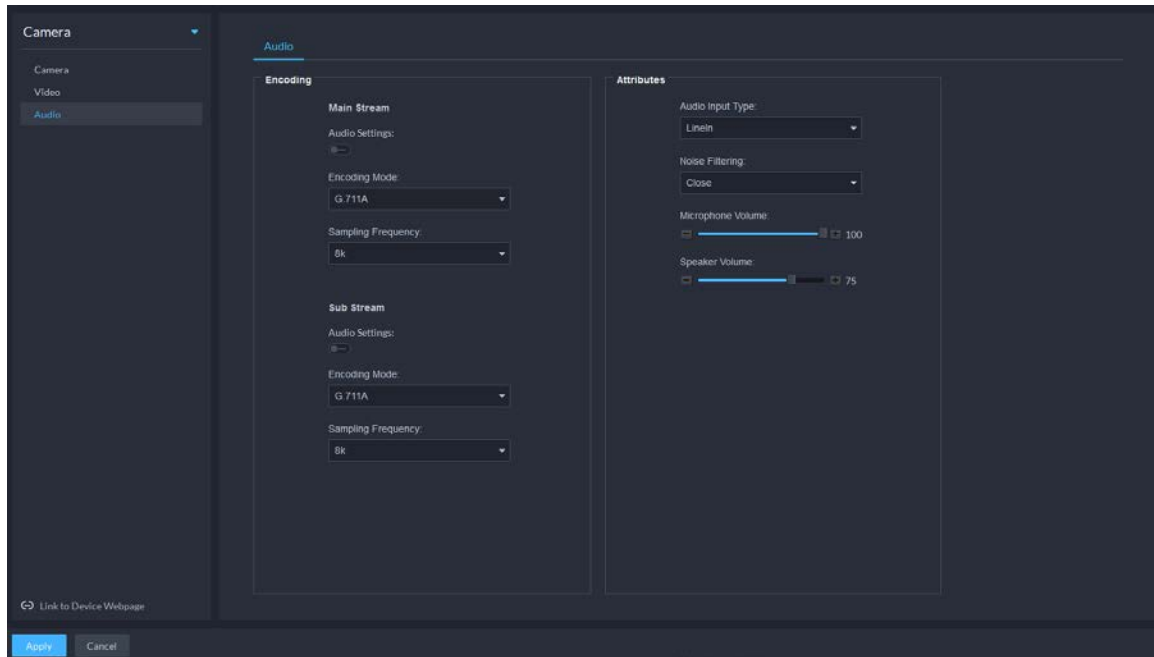 Camera
Camera
Video
Audio
Link to Device Webpage
Audio
Encoding
Main Stream
Audio Settings:
Encoding Mode:
G.711A
Sampling Frequency:
8k
Sub Stream
Audio Settings:
Encoding Mode:
G.711A
Sampling Frequency:
8k
Attributes
Audio Input Type:
LineIn
Noise Filtering:
Close
Microphone Volume:
100
Speaker Volume:
75
Apply Cancel